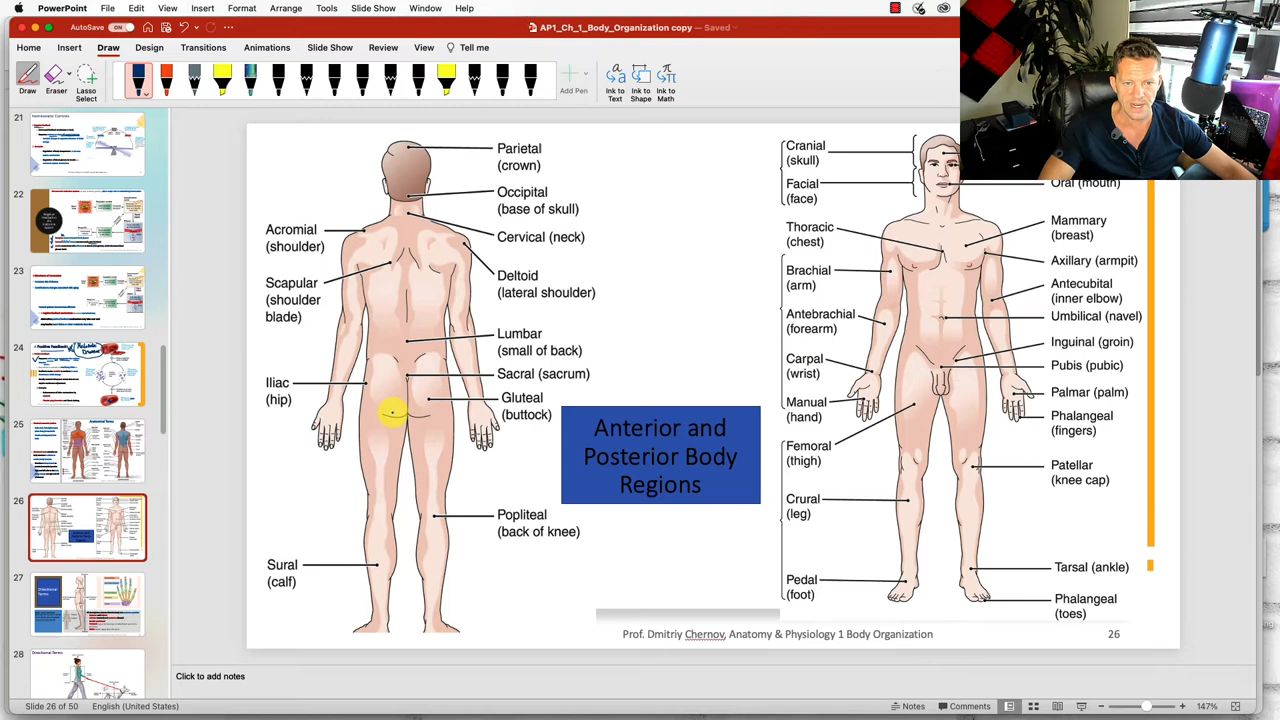 PowerPoint File Edit View Insert Format Arrange Tools Slide Show Window Help
AutoSave ON
AP1_Ch_1_Body_Organization copy — Saved
Home Insert Draw Design Transitions Animations Slide Show Review View Tell me
Draw
Eraser
Lasso
Select
Add Pen
Ink to
Text
Ink to
Shape
Ink to
Math
21
22
23
24
25
26
27
28
Directional Terms
Parietal
(crown)
Occipital
(base of skull)
Cervical (neck)
Acromial
(shoulder)
Scapular
(shoulder
blade)
Deltoid
(lateral shoulder)
Lumbar
(small of back)
Sacral (sacrum)
Iliac
(hip)
Gluteal
(buttock)
Popliteal
(back of knee)
Sural
(calf)
Anterior and
Posterior Body
Regions
Cranial
(skull)
Facial
(face)
Thoracic
(chest)
Brachial
(arm)
Antebrachial
(forearm)
Carpal
(wrist)
Manual
(hand)
Femoral
(thigh)
Crural
(leg)
Pedal
(foot)
Oral (mouth)
Mammary
(breast)
Axillary (armpit)
Antecubital
(inner elbow)
Umbilical (navel)
Inguinal (groin)
Pubis (pubic)
Palmar (palm)
Phalangeal
(fingers)
Patellar
(knee cap)
Tarsal (ankle)
Phalangeal
(toes)
Prof. Dmitriy Chernov, Anatomy & Physiology 1 Body Organization
26
Click to add notes
Slide 26 of 50 English (United States)
Notes Comments 147%